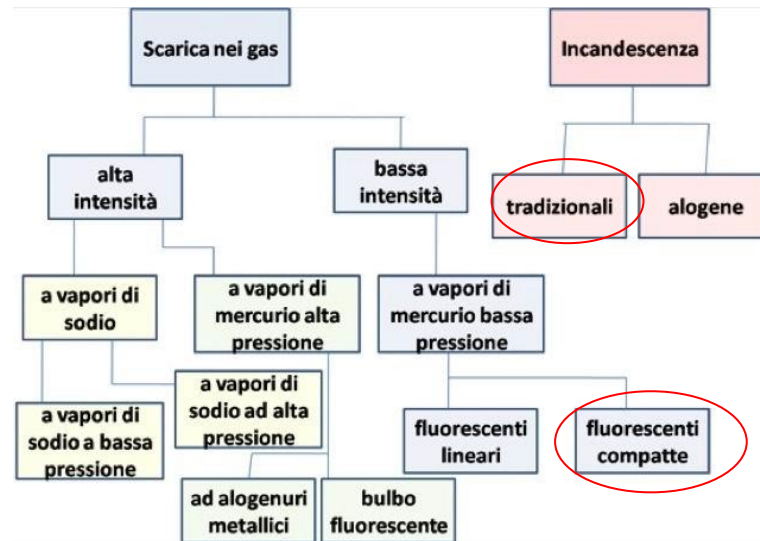 Scarica nei gas
Incandescenza
alta
intensità
bassa
intensità
tradizionali
alogene
a vapori di
sodio
a vapori di
mercurio alta
pressione
a vapori di
mercurio bassa
pressione
a vapori di
sodio a bassa
pressione
a vapori di
sodio ad alta
pressione
fluorescenti
lineari
fluorescenti
compatte
ad alogenuri
metallici
bulbo
fluorescente